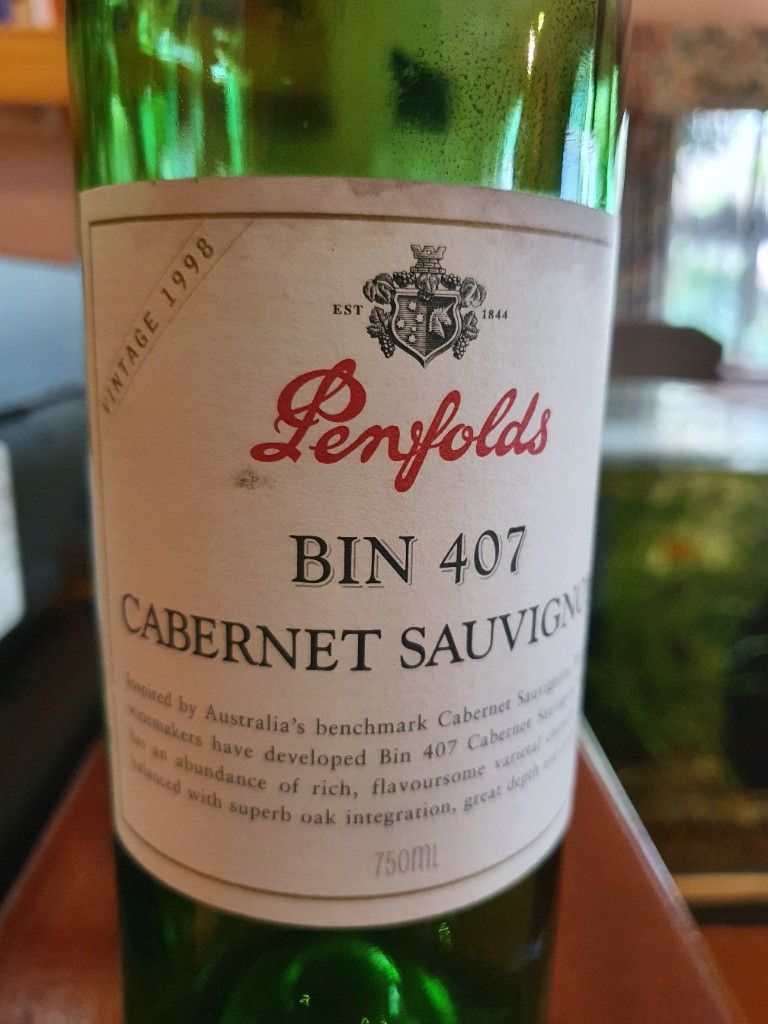 VINTAGE 1998
EST 1844
Penfolds
BIN 407
CABERNET SAUVIGNO
Inspired by Australia's benchmark Cabernet Sauvignon
winemakers have developed Bin 407 Cabernet Sauvig
has an abundance of rich, flavoursome varietal
balanced with superb oak integration, great depth
750ml